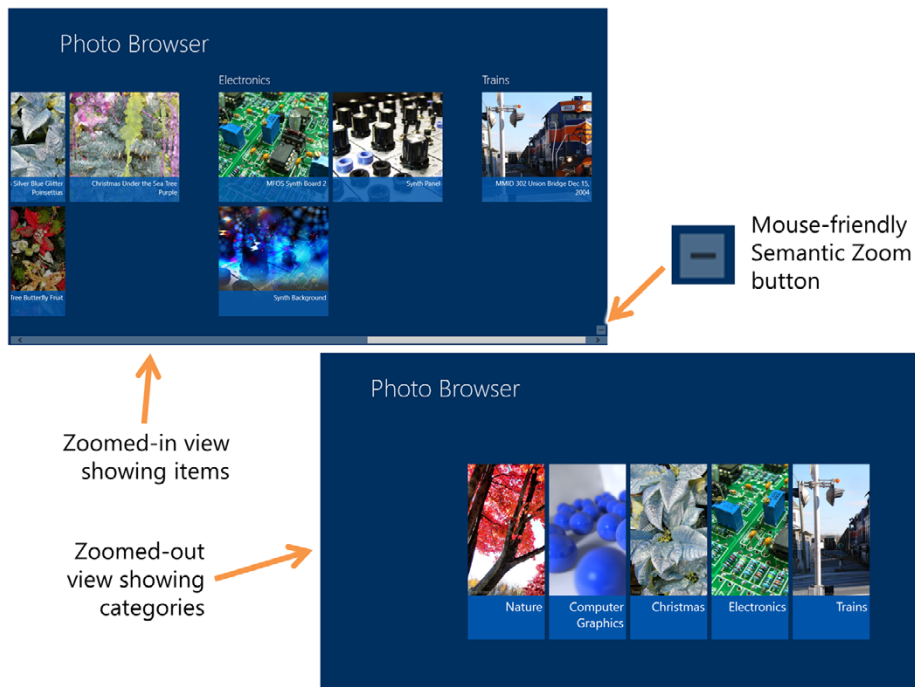 Photo Browser
Electronics
Trains
Silver Blue Glitter
Poinsettias
Christmas Under the Sea Tree
Purple
MFOS Synth Board 2
Synth Panel
MMID 302 Union Bridge Dec 15,
2004
Tree Butterfly Fruit
Synth Background
Mouse-friendly
Semantic Zoom
button
Photo Browser
Zoomed-in view
showing items
Zoomed-out
view showing
categories
Nature
Computer
Graphics
Christmas
Electronics
Trains